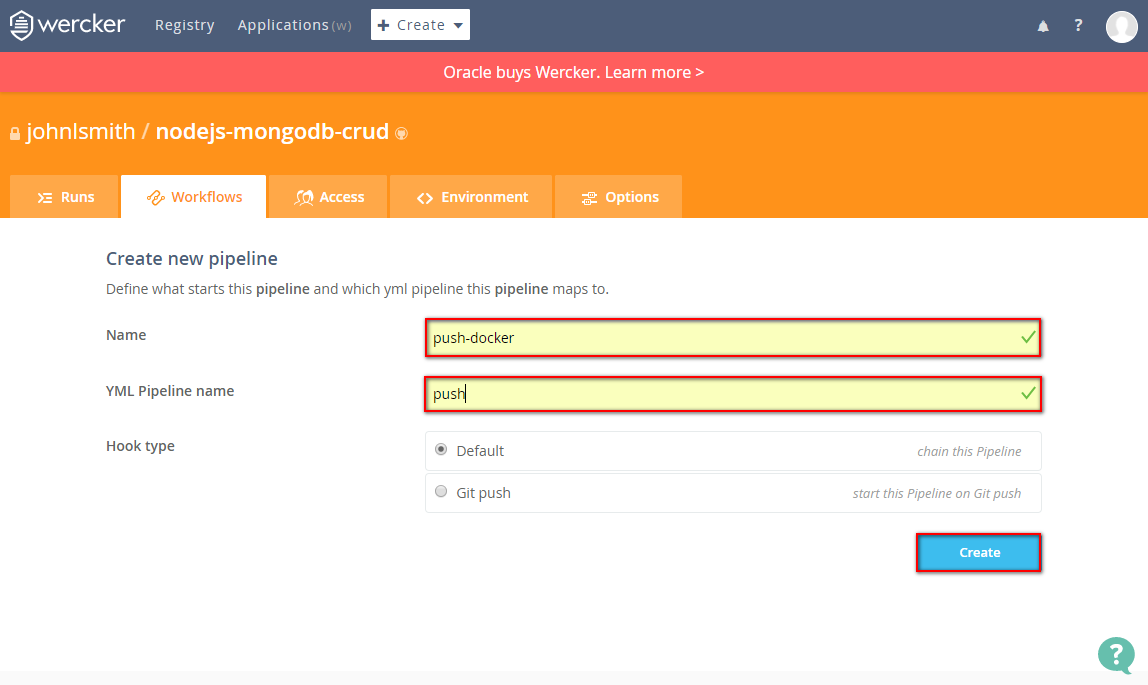 wercker Registry Applications (w) + Create
?
Oracle buys Wercker. Learn more >
johnlsmith / nodejs-mongodb-crud
Runs Workflows Access Environment Options
Create new pipeline
Define what starts this pipeline and which yml pipeline this pipeline maps to.
Name push-docker
YML Pipeline name push
Hook type Default chain this Pipeline
Git push start this Pipeline on Git push
Create
?